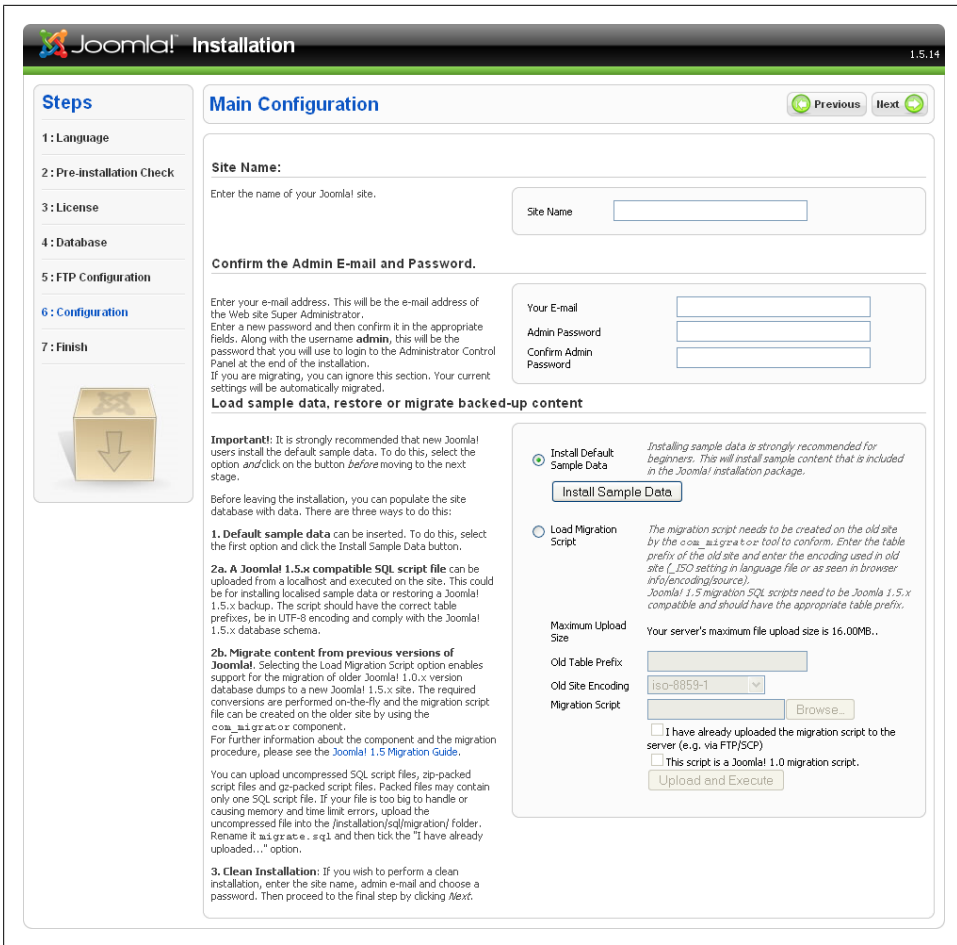 Joomla!™ Installation
1.5.14
Steps
1 : Language
2 : Pre-installation Check
3 : License
4 : Database
5 : FTP Configuration
6 : Configuration
7 : Finish
Main Configuration
Previous
Next
Site Name:
Enter the name of your Joomla! site.
Site Name
Confirm the Admin E-mail and Password.
Enter your e-mail address. This will be the e-mail address of
the Web site Super Administrator.
Enter a new password and then confirm it in the appropriate
fields. Along with the username admin, this will be the
password that you will use to login to the Administrator Control
Panel at the end of the installation.
If you are migrating, you can ignore this section. Your current
settings will be automatically migrated.
Your E-mail
Admin Password
Confirm Admin
Password
Load sample data, restore or migrate backed-up content
Important!: It is strongly recommended that new Joomla!
users install the default sample data. To do this, select the
option and click on the button before moving to the next
stage.
Before leaving the installation, you can populate the site
database with data. There are three ways to do this:
1. Default sample data can be inserted. To do this, select
the first option and click the Install Sample Data button.
2a. A Joomla! 1.5.x compatible SQL script file can be
uploaded from a localhost and executed on the site. This could
be for installing localised sample data or restoring a Joomla!
1.5.x backup. The script should have the correct table
prefixes, be in UTF-8 encoding and comply with the Joomla!
1.5.x database schema.
2b. Migrate content from previous versions of
Joomla!. Selecting the Load Migration Script option enables
support for the migration of older Joomla! 1.0.x version
database dumps to a new Joomla! 1.5.x site. The required
conversions are performed on-the-fly and the migration script
file can be created on the older site by using the
com_migrator component.
For further information about the component and the migration
procedure, please see the Joomla! 1.5 Migration Guide.
You can upload uncompressed SQL script files, zip-packed
script files and gz-packed script files. Packed files may contain
only one SQL script file. If your file is too big to handle or
causing memory and time limit errors, upload the
uncompressed file into the /installation/sql/migration/ folder.
Rename it migrate.sql and then tick the "I have already
uploaded..." option.
3. Clean Installation: If you wish to perform a clean
installation, enter the site name, admin e-mail and choose a
password. Then proceed to the final step by clicking Next.
Install Default
Sample Data
Installing sample data is strongly recommended for
beginners. This will install sample content that is included
in the Joomla! installation package.
Install Sample Data
Load Migration
Script
The migration script needs to be created on the old site
by the com_migrator tool to conform. Enter the table
prefix of the old site and enter the encoding used in old
site (_ISO setting in language file or as seen in browser
info/encoding/source).
Joomla! 1.5 migration SQL scripts need to be Joomla 1.5.x
compatible and should have the appropriate table prefix.
Maximum Upload
Size
Your server's maximum file upload size is 16.00MB..
Old Table Prefix
Old Site Encoding
iso-8859-1
Migration Script
Browse...
I have already uploaded the migration script to the
server (e.g. via FTP/SCP)
This script is a Joomla! 1.0 migration script.
Upload and Execute